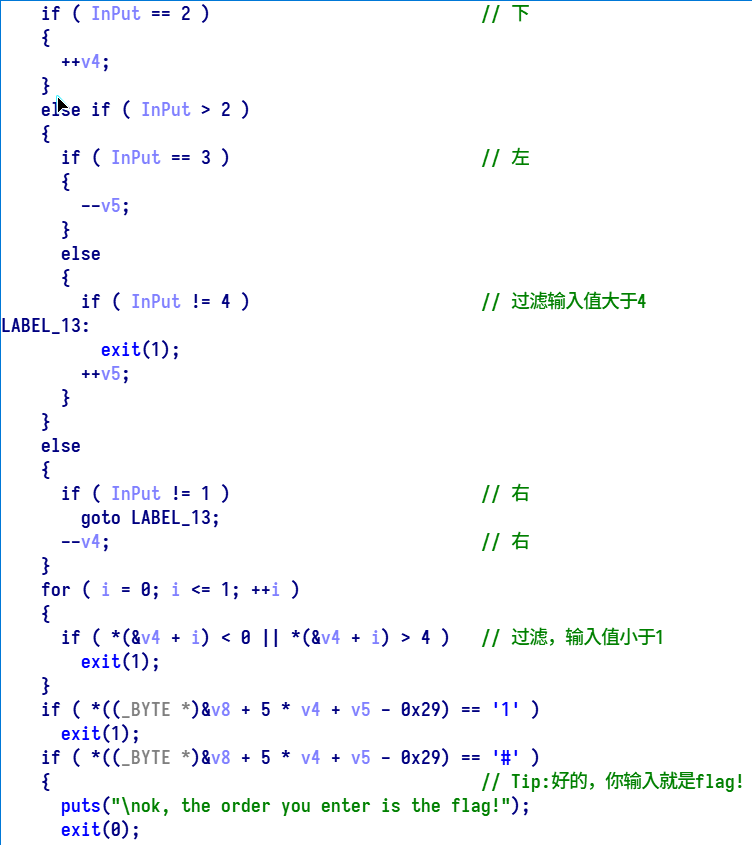 if ( InPut == 2 ) // 下
{
++v4;
}
else if ( InPut > 2 )
{
if ( InPut == 3 ) // 左
{
--v5;
}
else
{
if ( InPut != 4 ) // 过滤输入值大于4
LABEL_13:
exit(1);
++v5;
}
}
else
{
if ( InPut != 1 ) // 右
goto LABEL_13;
--v4; // 右
}
for ( i = 0; i <= 1; ++i )
{
if ( *(&v4 + i) < 0 || *(&v4 + i) > 4 ) // 过滤，输入值小于1
exit(1);
}
if ( *((_BYTE *)&v8 + 5 * v4 + v5 - 0x29) == '1' )
exit(1);
if ( *((_BYTE *)&v8 + 5 * v4 + v5 - 0x29) == '#' )
{ // Tip:好的，你输入就是flag!
puts("\nok, the order you enter is the flag!");
exit(0);